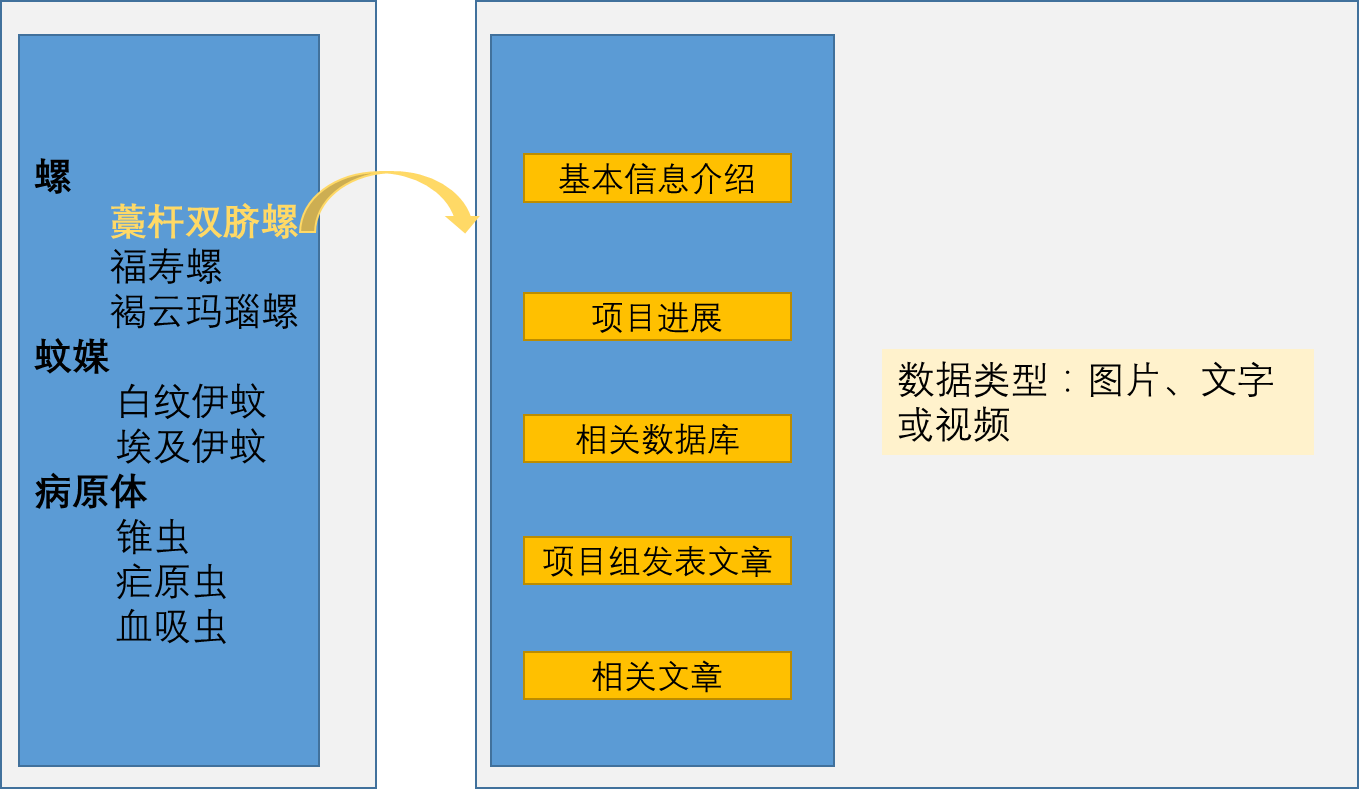 螺
藁杆双脐螺
福寿螺
褐云玛瑙螺
蚊媒
白纹伊蚊
埃及伊蚊
病原体
锥虫
疟原虫
血吸虫
基本信息介绍
项目进展
相关数据库
项目组发表文章
相关文章
数据类型：图片、文字
或视频